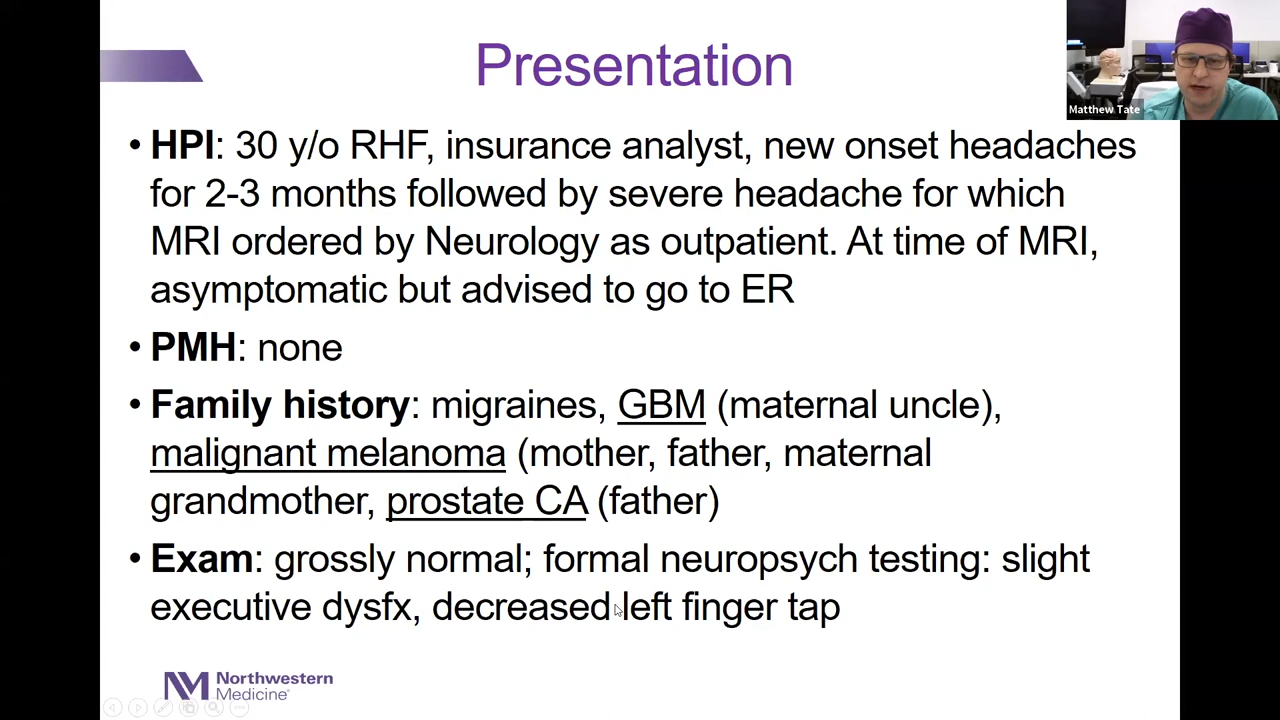 Presentation
Matthew Tate
• HPI: 30 y/o RHF, insurance analyst, new onset headaches
for 2-3 months followed by severe headache for which
MRI ordered by Neurology as outpatient. At time of MRI,
asymptomatic but advised to go to ER
• PMH: none
• Family history: migraines, GBM (maternal uncle),
malignant melanoma (mother, father, maternal
grandmother, prostate CA (father)
• Exam: grossly normal; formal neuropsych testing: slight
executive dysfx, decreased left finger tap
NM Northwestern
Medicine®